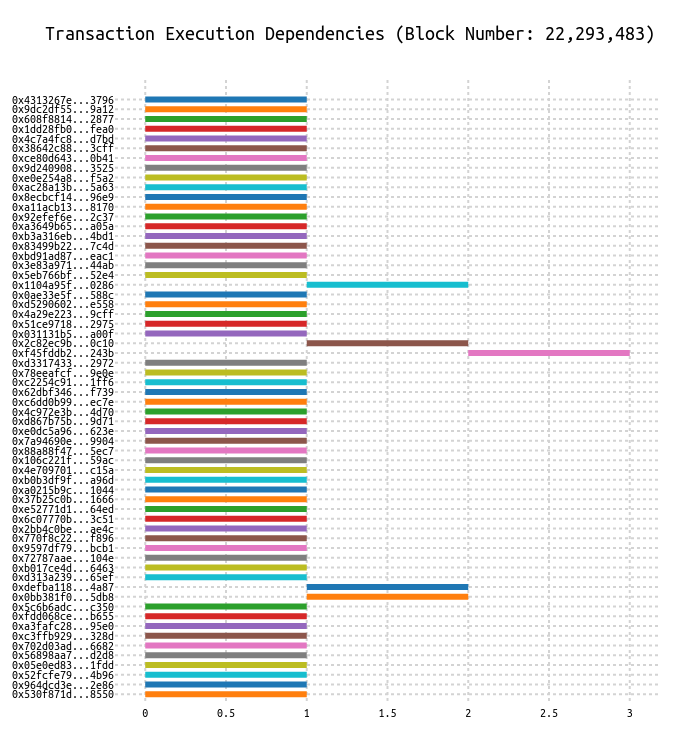 Transaction Execution Dependencies (Block Number: 22,293,483)
0x4313267e...3796
0x9dc2df55...9a12
0x608f8814...2877
0x1dd28fb0...fea0
0x4c7a4fc8...d7bd
0x38642c88...3cff
0xce80d643...0b41
0x9d240908...3525
0xe0e254a8...f5a2
0xac28a13b...5a63
0x8ecbcf14...96e9
0xa11acb13...8170
0x92efef6e...2c37
0xa3649b65...a05a
0xb3a316eb...4bd1
0x83499b22...7c4d
0xbd91ad87...eac1
0x3e83a971...44ab
0x5eb766bf...52e4
0x1104a95f...0286
0x0ae33e5f...588c
0xd5290602...e558
0x4a29e223...9cff
0x51ce9718...2975
0x031131b5...a00f
0x2c82ec9b...0c10
0xf45fddb2...243b
0xd3317433...2972
0x78eeafcf...9e0e
0xc2254c91...1ff6
0x62dbf346...f739
0xc6dd0b99...ec7e
0x4c972e3b...4d70
0xd867b75b...9d71
0xe0dc5a96...623e
0x7a94690e...9904
0x88a88f47...5ec7
0x106c221f...59ac
0x4e709701...c15a
0xb0b3df9f...a96d
0xa0215b9c...1044
0x37b25c0b...1666
0xe52771d1...64ed
0x6c07770b...3c51
0x2bb4c0be...ae4c
0x770f8c22...f896
0x9597df79...bcb1
0x72787aae...104e
0xb017ce4d...6463
0xd313a239...65ef
0xdefba118...4a87
0x0bb381f0...5db8
0x5c6b6adc...c350
0xfdd068ce...b655
0xa3fafc28...95e0
0xc3ffb929...328d
0x702d03ad...6682
0x56898aa7...d2d8
0x05e0ed83...1fdd
0x52fcfe79...4b96
0x964dcd3e...2e86
0x530f871d...8550
0 0.5 1 1.5 2 2.5 3